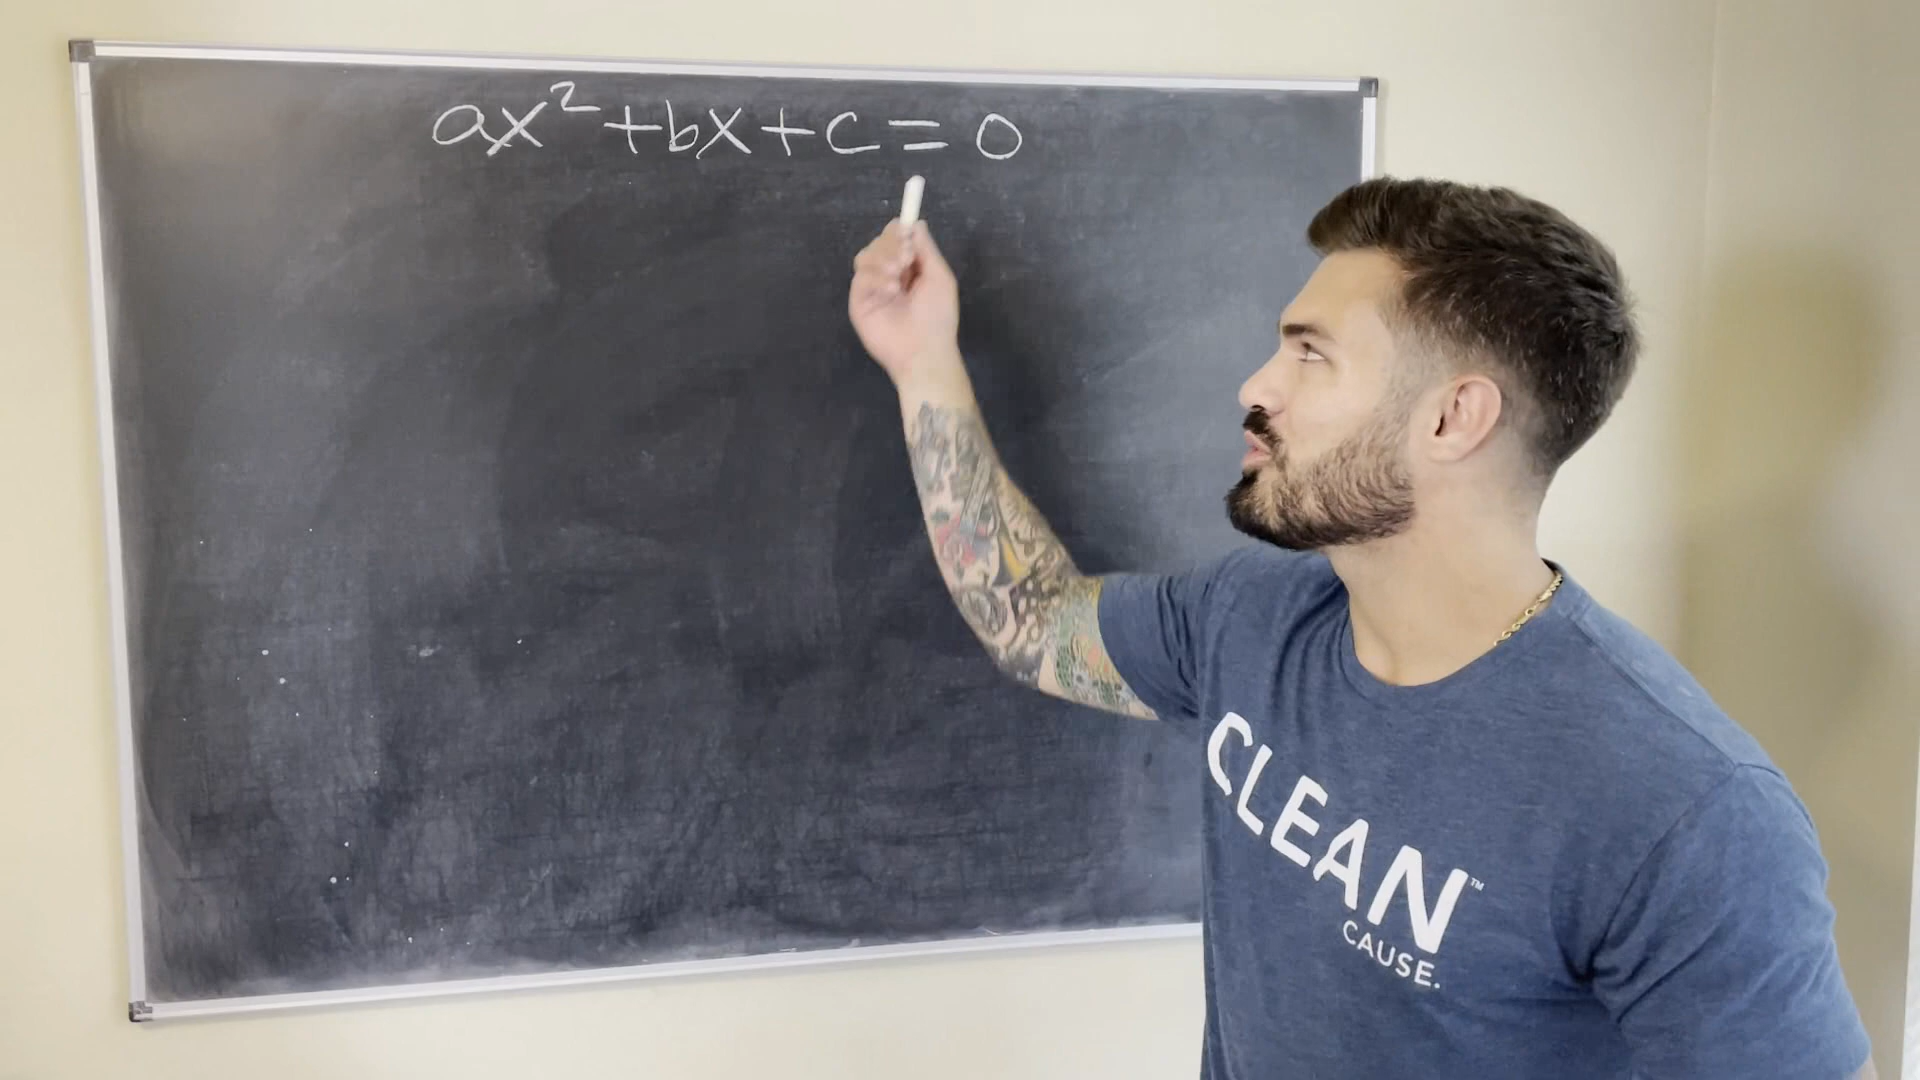 ax² + bx + c = 0
CLEAN™
CAUSE.